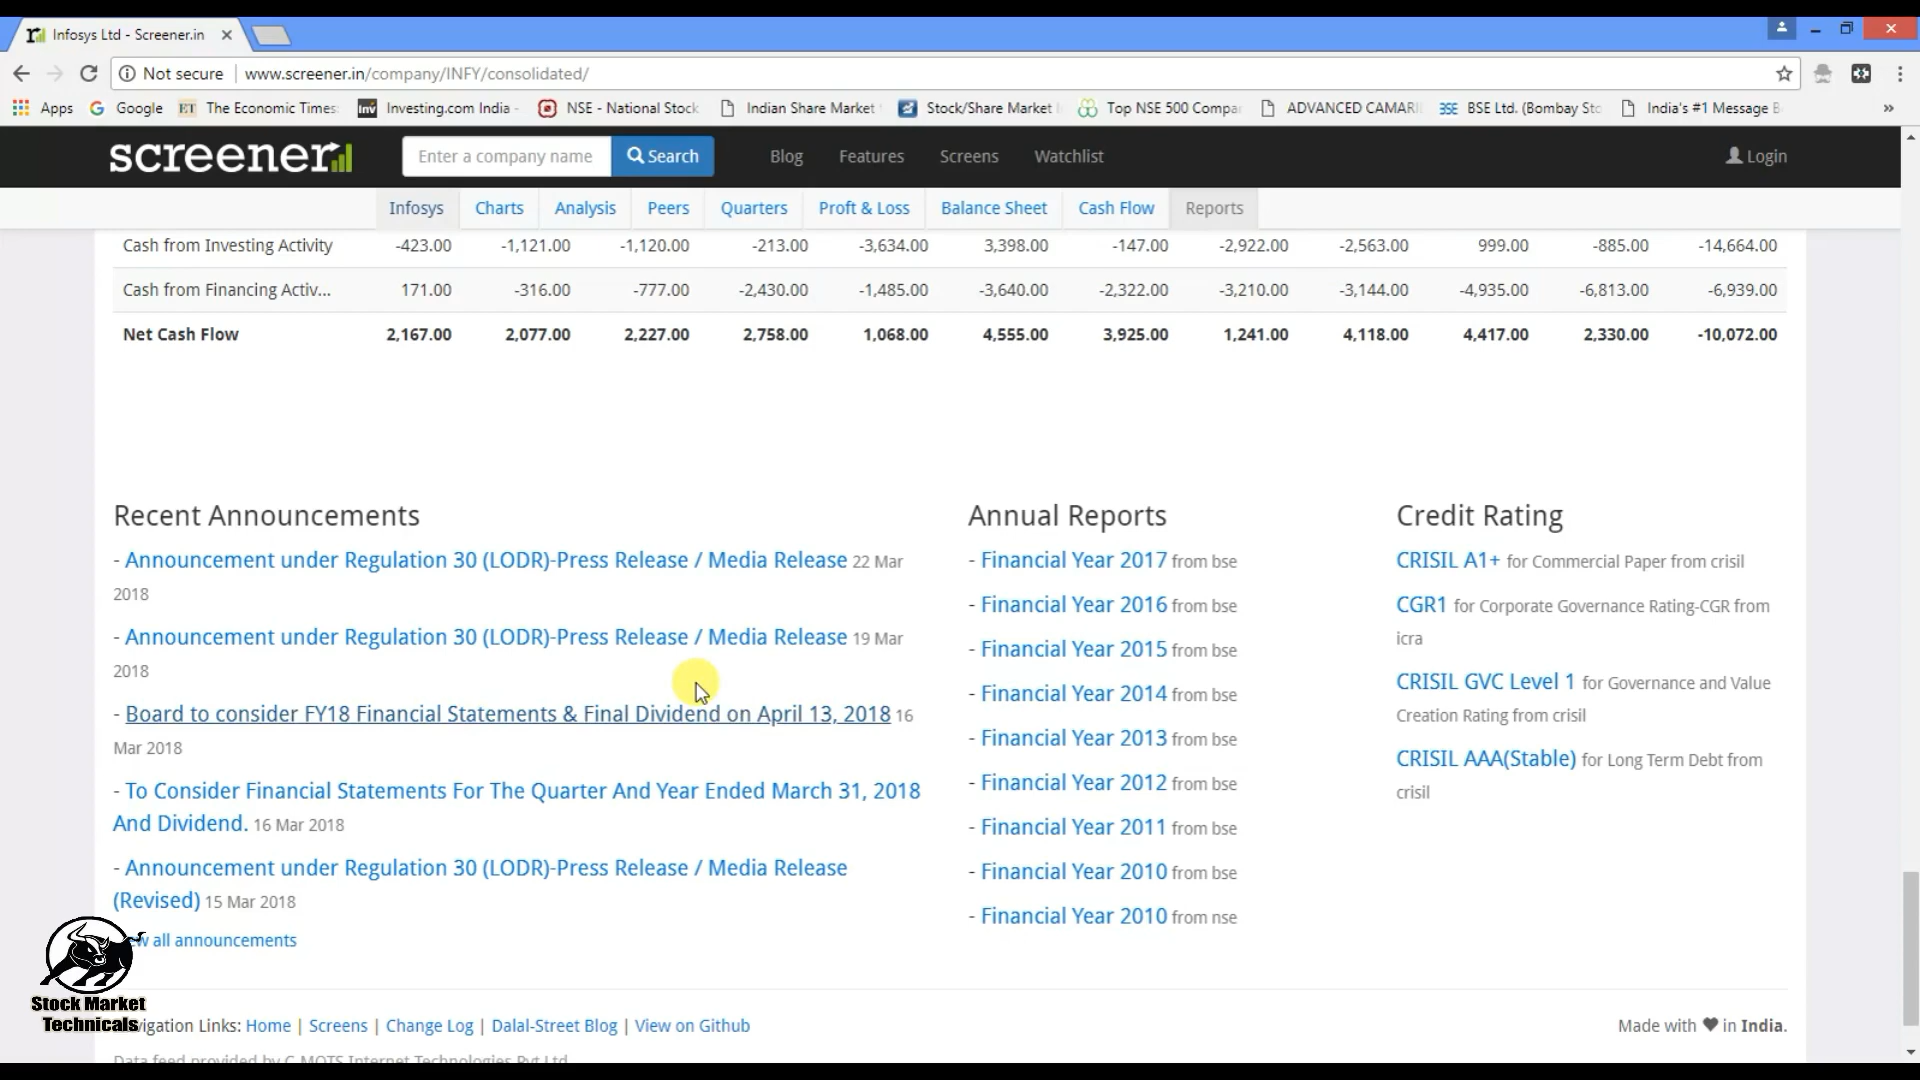 Infosys Ltd - Screener.in
Not secure www.screener.in/company/INFY/consolidated/
Apps Google ET The Economic Times Inv Investing.com India - NSE - National Stock Indian Share Market Stock/Share Market Top NSE 500 Compa ADVANCED CAMARI BSE BSE Ltd. (Bombay Sto India's #1 Message B »
screener Enter a company name Search Blog Features Screens Watchlist Login
Infosys Charts Analysis Peers Quarters Proft & Loss Balance Sheet Cash Flow Reports
Cash from Investing Activity -423.00 -1,121.00 -1,120.00 -213.00 -3,634.00 3,398.00 -147.00 -2,922.00 -2,563.00 999.00 -885.00 -14,664.00
Cash from Financing Activ... 171.00 -316.00 -777.00 -2,430.00 -1,485.00 -3,640.00 -2,322.00 -3,210.00 -3,144.00 -4,935.00 -6,813.00 -6,939.00
Net Cash Flow 2,167.00 2,077.00 2,227.00 2,758.00 1,068.00 4,555.00 3,925.00 1,241.00 4,118.00 4,417.00 2,330.00 -10,072.00
Recent Announcements
- Announcement under Regulation 30 (LODR)-Press Release / Media Release 22 Mar
2018
- Announcement under Regulation 30 (LODR)-Press Release / Media Release 19 Mar
2018
- Board to consider FY18 Financial Statements & Final Dividend on April 13, 2018 16
Mar 2018
- To Consider Financial Statements For The Quarter And Year Ended March 31, 2018
And Dividend. 16 Mar 2018
- Announcement under Regulation 30 (LODR)-Press Release / Media Release
(Revised) 15 Mar 2018
all announcements
Annual Reports
- Financial Year 2017 from bse
- Financial Year 2016 from bse
- Financial Year 2015 from bse
- Financial Year 2014 from bse
- Financial Year 2013 from bse
- Financial Year 2012 from bse
- Financial Year 2011 from bse
- Financial Year 2010 from bse
- Financial Year 2010 from nse
Credit Rating
CRISIL A1+ for Commercial Paper from crisil
CGR1 for Corporate Governance Rating-CGR from
icra
CRISIL GVC Level 1 for Governance and Value
Creation Rating from crisil
CRISIL AAA(Stable) for Long Term Debt from
crisil
Stock Market
Technicals
vigation Links: Home | Screens | Change Log | Dalal-Street Blog | View on Github
Made with ♥ in India.
Data feed provided by C-MOTS Internet Technologies Pvt Ltd